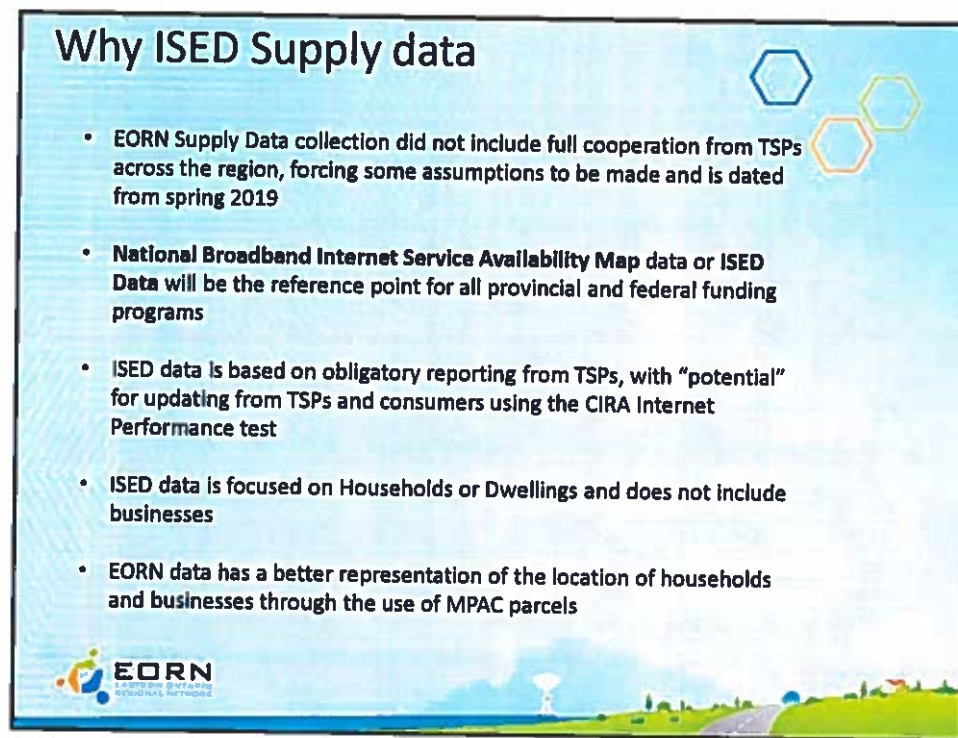 Why ISED Supply data
• EORN Supply Data collection did not include full cooperation from TSPs
across the region, forcing some assumptions to be made and is dated
from spring 2019
• National Broadband Internet Service Availability Map data or ISED
Data will be the reference point for all provincial and federal funding
programs
• ISED data is based on obligatory reporting from TSPs, with “potential”
for updating from TSPs and consumers using the CIRA Internet
Performance test
• ISED data is focused on Households or Dwellings and does not include
businesses
• EORN data has a better representation of the location of households
and businesses through the use of MPAC parcels
EORN
EASTERN ONTARIO
REGIONAL NETWORK